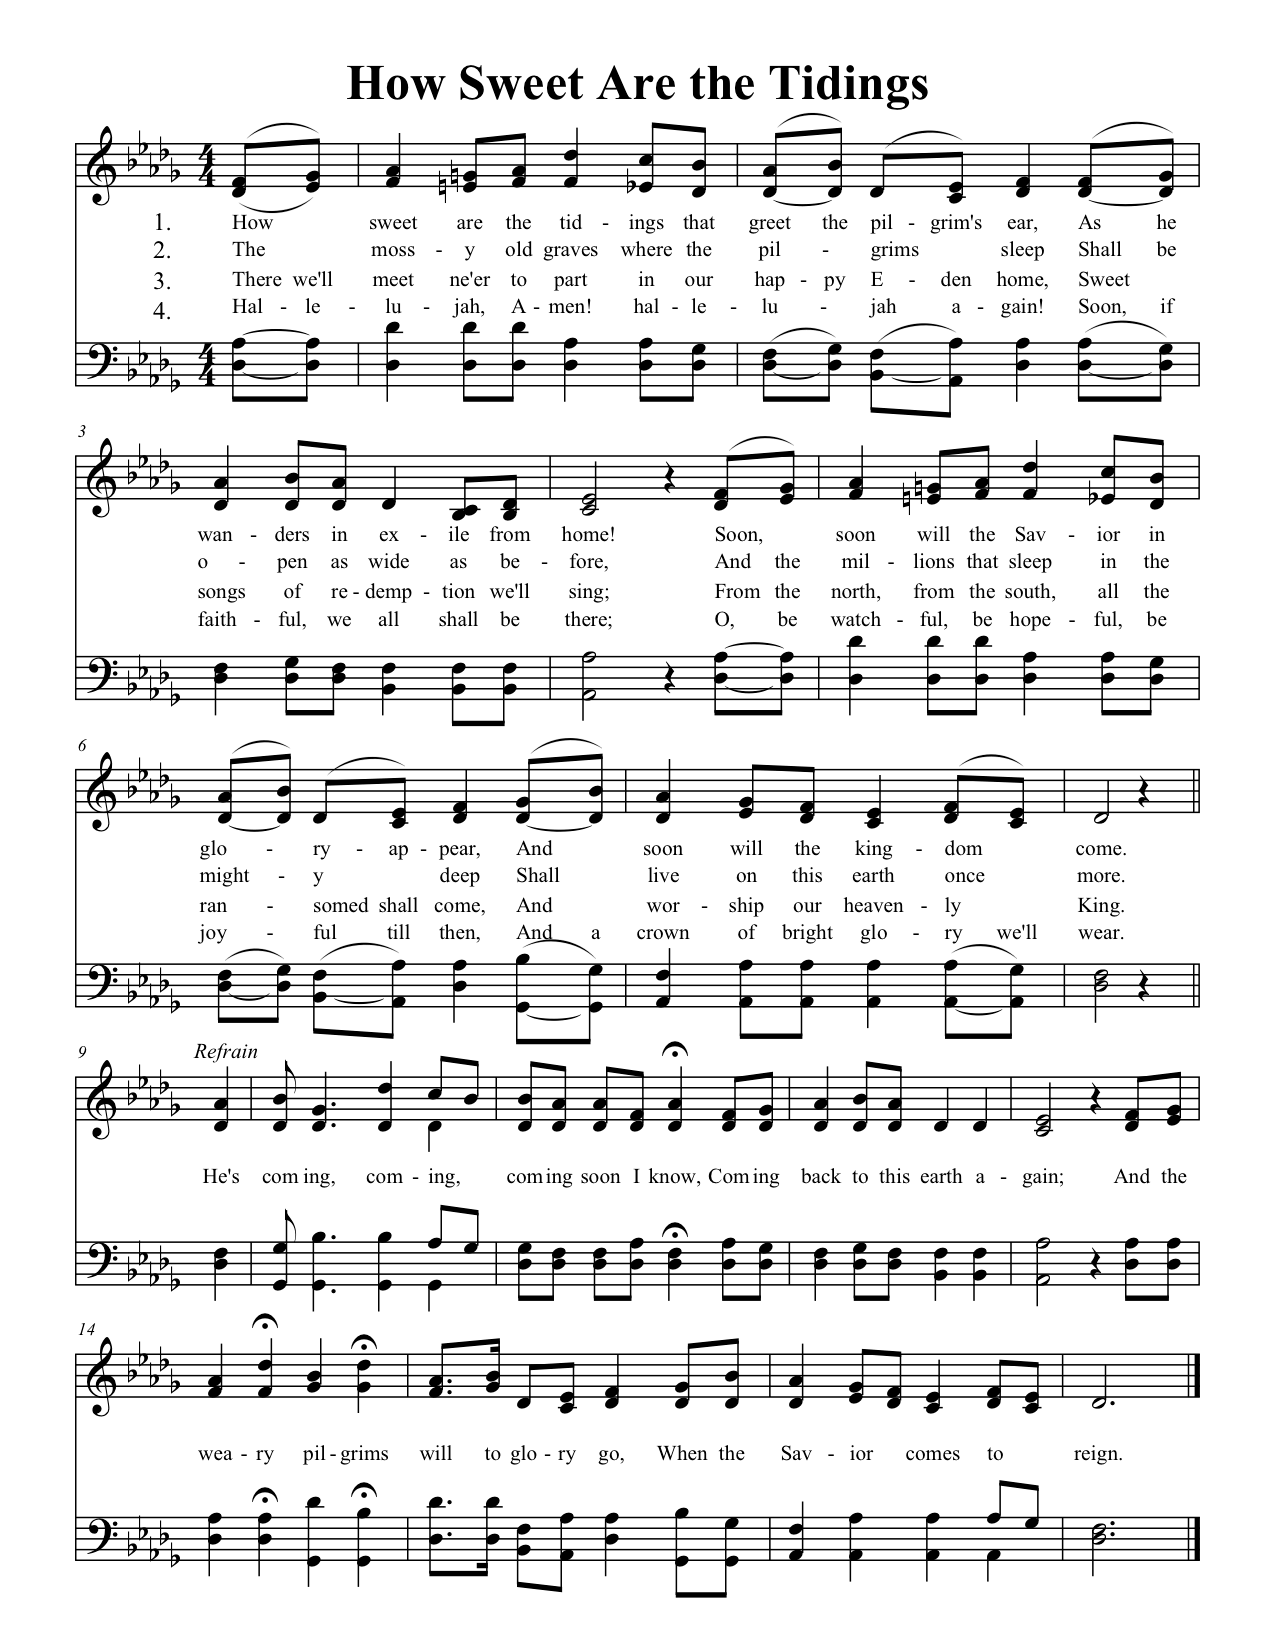 How Sweet Are the Tidings
1. How sweet are the tid - ings that greet the pil - grim's ear, As he
2. The moss - y old graves where the pil - grims sleep Shall be
3. There we'll meet ne'er to part in our hap - py E - den home, Sweet
4. Hal - le - lu - jah, A - men! hal - le - lu - jah a - gain! Soon, if
3
wan - ders in ex - ile from home! Soon, soon will the Sav - ior in
o - pen as wide as be - fore, And the mil - lions that sleep in the
songs of re - demp - tion we'll sing; From the north, from the south, all the
faith - ful, we all shall be there; O, be watch - ful, be hope - ful, be
6
glo - ry - ap - pear, And soon will the king - dom come.
might - y deep Shall live on this earth once more.
ran - somed shall come, And wor - ship our heaven - ly King.
joy - ful till then, And a crown of bright glo - ry we'll wear.
9 Refrain
He's com ing, com - ing, com ing soon I know, Com ing back to this earth a - gain; And the
14
wea - ry pil - grims will to glo - ry go, When the Sav - ior comes to reign.